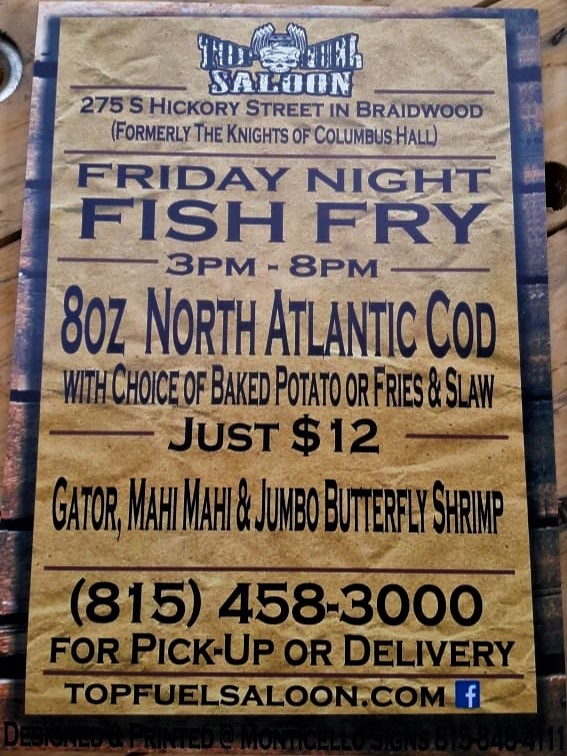 TOP FUEL
SALOON
275 S HICKORY STREET IN BRAIDWOOD
(FORMERLY THE KNIGHTS OF COLUMBUS HALL)
FRIDAY NIGHT
FISH FRY
3PM - 8PM
8OZ NORTH ATLANTIC COD
WITH CHOICE OF BAKED POTATO OR FRIES & SLAW
JUST $12
GATOR, MAHI MAHI & JUMBO BUTTERFLY SHRIMP
(815) 458-3000
FOR PICK-UP OR DELIVERY
TOPFUELSALOON.COM f
DESIGNED & PRINTED @ MONTICELLO SIGNS 815-848-4111